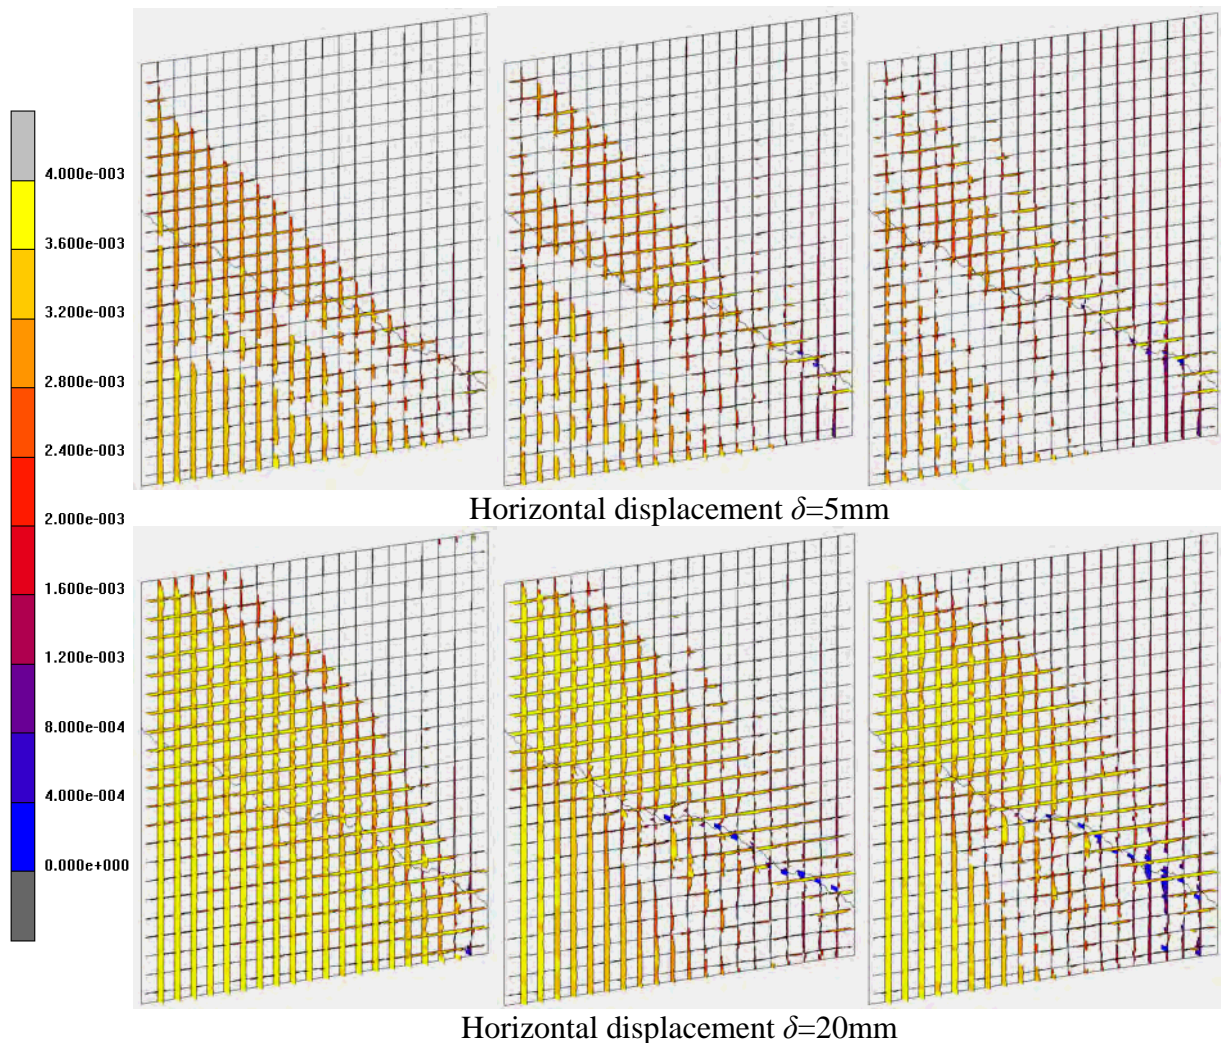 4.000e-003
3.600e-003
3.200e-003
2.800e-003
2.400e-003
2.000e-003
1.600e-003
1.200e-003
8.000e-004
4.000e-004
0.000e+000
Horizontal displacement δ=5mm
Horizontal displacement δ=20mm